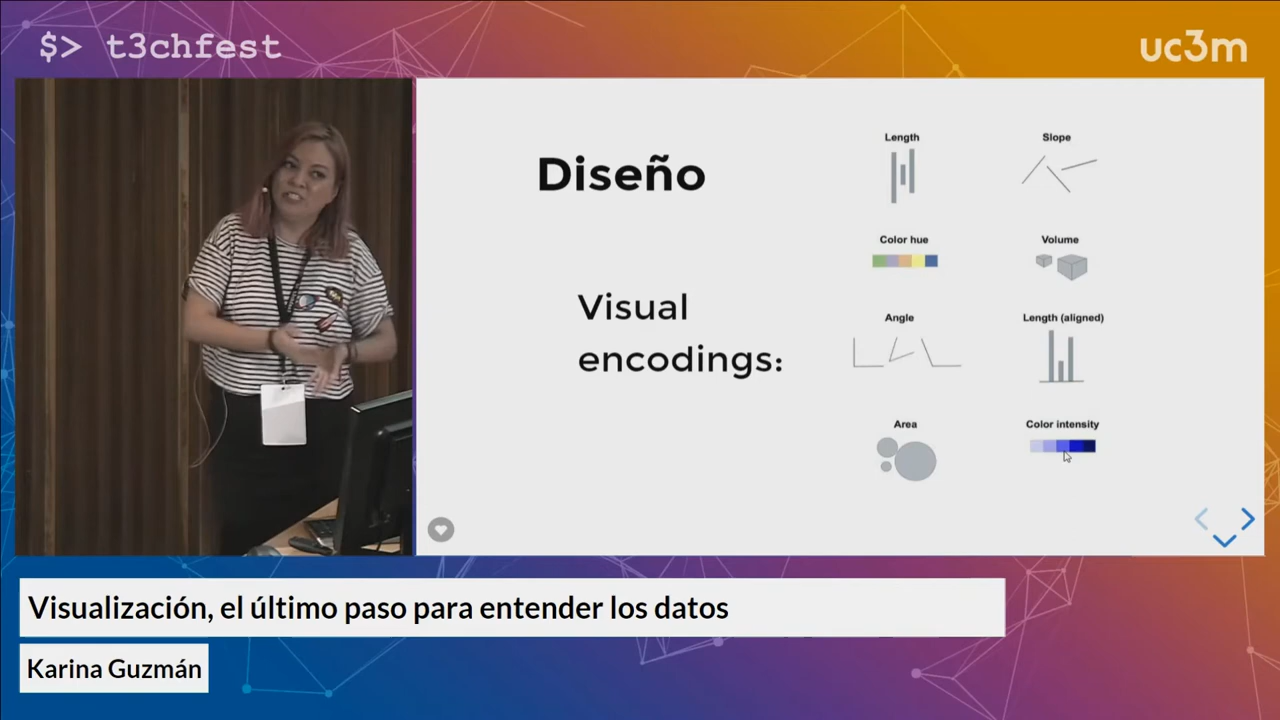 $> t3chfest
uc3m
Diseño
Visual
encodings:
Length
Slope
Color hue
Volume
Angle
Length (aligned)
Area
Color intensity
Visualización, el último paso para entender los datos
Karina Guzmán